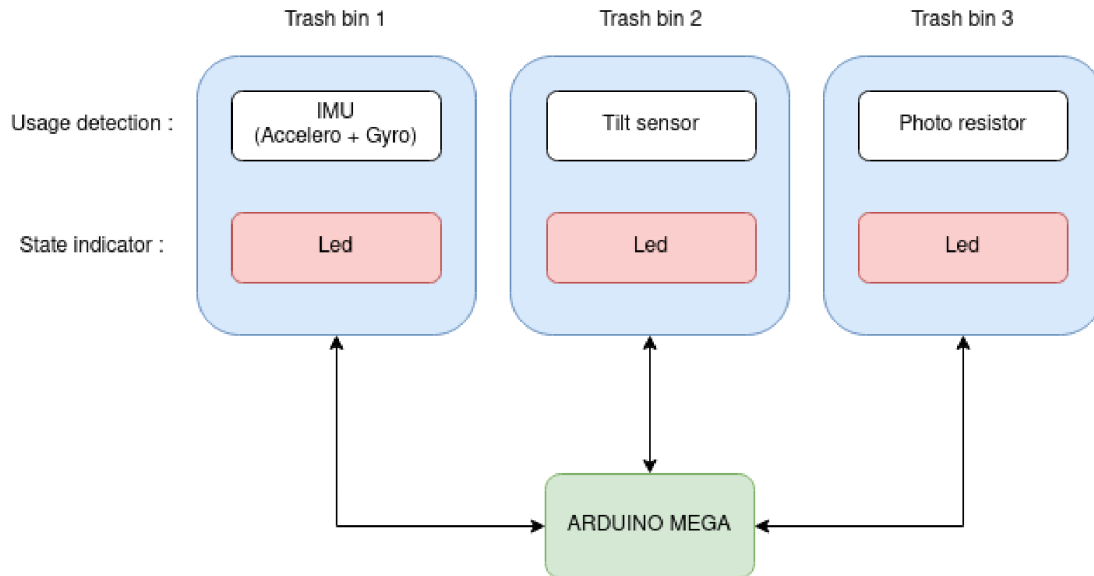 Trash bin 1
Trash bin 2
Trash bin 3
Usage detection :
IMU
(Accelero + Gyro)
Tilt sensor
Photo resistor
State indicator :
Led
Led
Led
ARDUINO MEGA